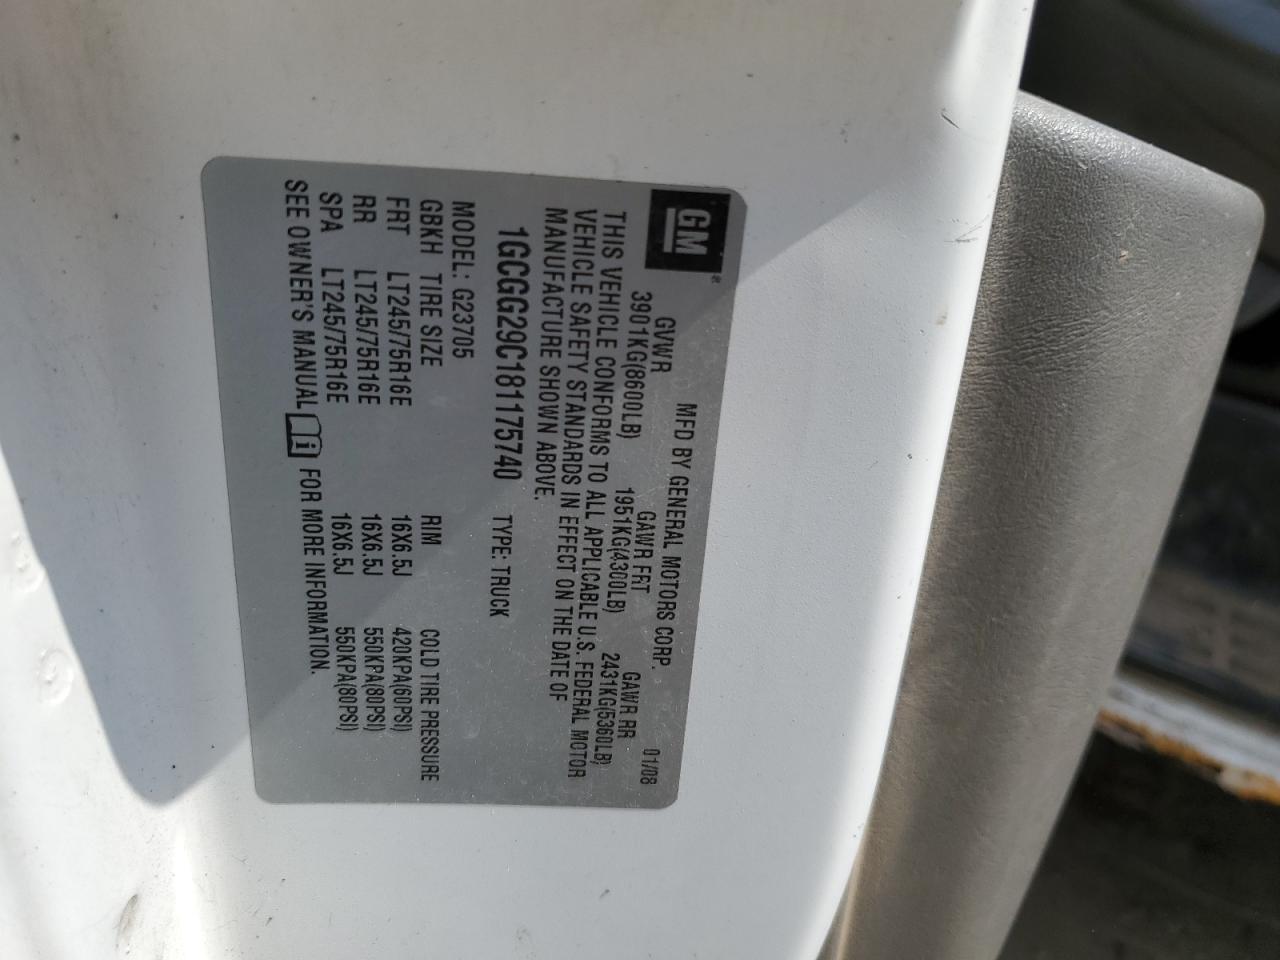 GM ®
MFD BY GENERAL MOTORS CORP. 01/08
GVWR GAWR FRT GAWR RR
3901KG(8600LB) 1951KG(4300LB) 2431KG(5360LB)
THIS VEHICLE CONFORMS TO ALL APPLICABLE U.S. FEDERAL MOTOR
VEHICLE SAFETY STANDARDS IN EFFECT ON THE DATE OF
MANUFACTURE SHOWN ABOVE.
1GCGG29C181175740 TYPE: TRUCK
MODEL: G23705
GBKH TIRE SIZE RIM COLD TIRE PRESSURE
FRT LT245/75R16E 16X6.5J 420KPA(60PSI)
RR LT245/75R16E 16X6.5J 550KPA(80PSI)
SPA LT245/75R16E 16X6.5J 550KPA(80PSI)
SEE OWNER'S MANUAL i FOR MORE INFORMATION.